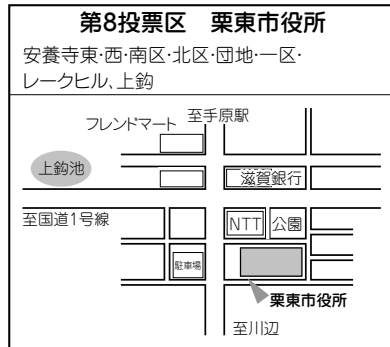 第8投票区 栗東市役所
安養寺東・西・南区・北区・団地・一区・
レークヒル、上鈎
至手原駅
フレンドマート
上鈎池
滋賀銀行
至国道1号線
NTT
公園
駐車場
栗東市役所
至川辺